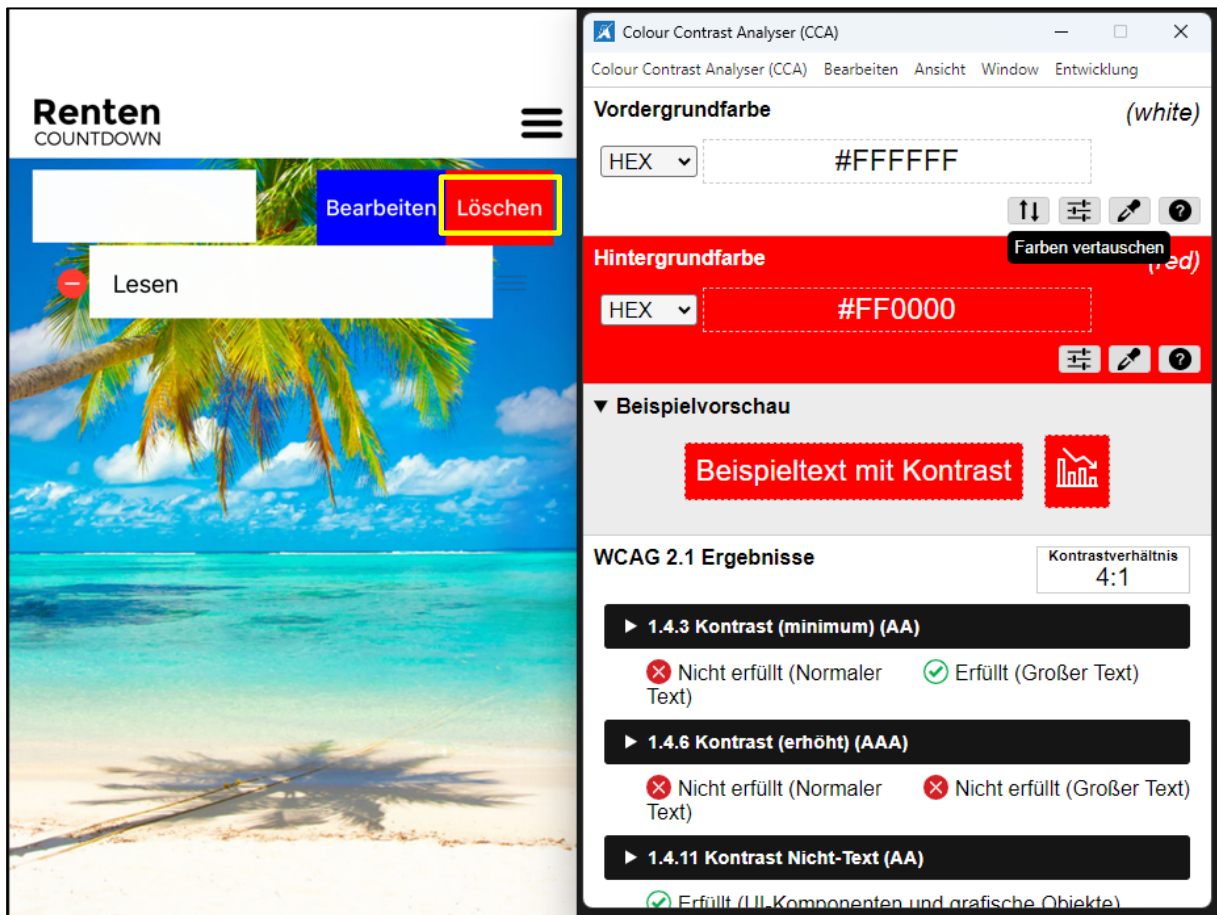 Renten
COUNTDOWN
Bearbeiten
Löschen
Lesen
Colour Contrast Analyser (CCA)
Colour Contrast Analyser (CCA) Bearbeiten Ansicht Window Entwicklung
Vordergrundfarbe (white)
HEX #FFFFFF
Farben vertauschen
Hintergrundfarbe
HEX #FF0000
▼ Beispielvorschau
Beispieltext mit Kontrast
WCAG 2.1 Ergebnisse
Kontrastverhältnis
4:1
▶ 1.4.3 Kontrast (minimum) (AA)
Nicht erfüllt (Normaler
Text)
Erfüllt (Großer Text)
▶ 1.4.6 Kontrast (erhöht) (AAA)
Nicht erfüllt (Normaler
Text)
Nicht erfüllt (Großer Text)
▶ 1.4.11 Kontrast Nicht-Text (AA)
Erfüllt (UI-Komponenten und grafische Objekte)